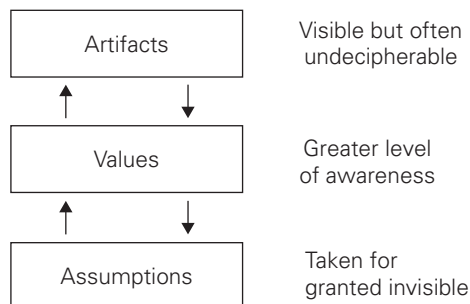 Artifacts
Visible but often
undecipherable
Values
Greater level
of awareness
Assumptions
Taken for
granted invisible